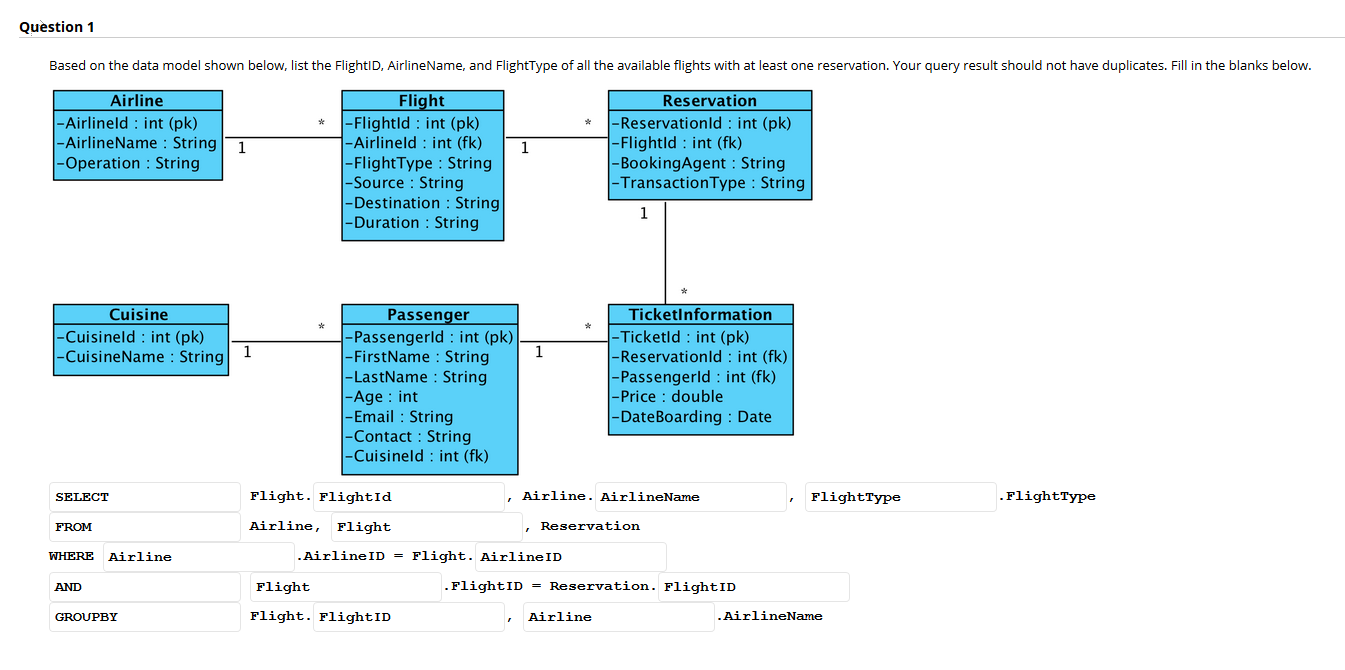 Question 1
Based on the data model shown below, list the FlightID, AirlineName, and FlightType of all the available flights with at least one reservation. Your query result should not have duplicates. Fill in the blanks below.
Airline
-AirlineId : int (pk)
-AirlineName : String
-Operation : String
1
*
Flight
-FlightId : int (pk)
-AirlineId : int (fk)
-FlightType : String
-Source : String
-Destination : String
-Duration : String
1
*
Reservation
-ReservationId : int (pk)
-FlightId : int (fk)
-BookingAgent : String
-TransactionType : String
1
*
Cuisine
-CuisineId : int (pk)
-CuisineName : String
1
*
Passenger
-PassengerId : int (pk)
-FirstName : String
-LastName : String
-Age : int
-Email : String
-Contact : String
-CuisineId : int (fk)
1
*
TicketInformation
-TicketId : int (pk)
-ReservationId : int (fk)
-PassengerId : int (fk)
-Price : double
-DateBoarding : Date
SELECT Flight. FlightId , Airline. AirlineName , FlightType .FlightType
FROM Airline, Flight , Reservation
WHERE Airline .AirlineID = Flight. AirlineID
AND Flight .FlightID = Reservation. FlightID
GROUPBY Flight. FlightID , Airline .AirlineName